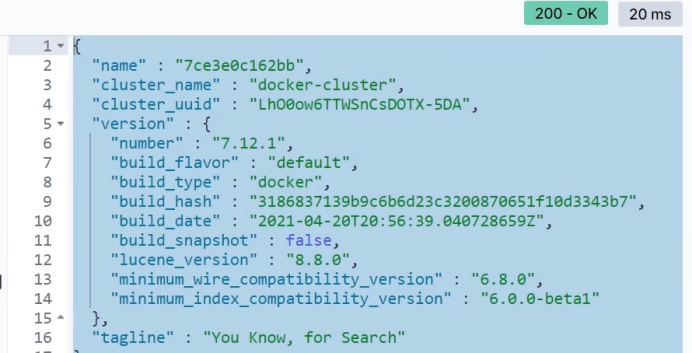 200 - OK 20 ms
1 {
2 "name" : "7ce3e0c162bb",
3 "cluster_name" : "docker-cluster",
4 "cluster_uuid" : "LhO0ow6TTWSnCsDOTX-5DA",
5 "version" : {
6 "number" : "7.12.1",
7 "build_flavor" : "default",
8 "build_type" : "docker",
9 "build_hash" : "3186837139b9c6b6d23c3200870651f10d3343b7",
10 "build_date" : "2021-04-20T20:56:39.040728659Z",
11 "build_snapshot" : false,
12 "lucene_version" : "8.8.0",
13 "minimum_wire_compatibility_version" : "6.8.0",
14 "minimum_index_compatibility_version" : "6.0.0-beta1"
15 },
16 "tagline" : "You Know, for Search"
17 }